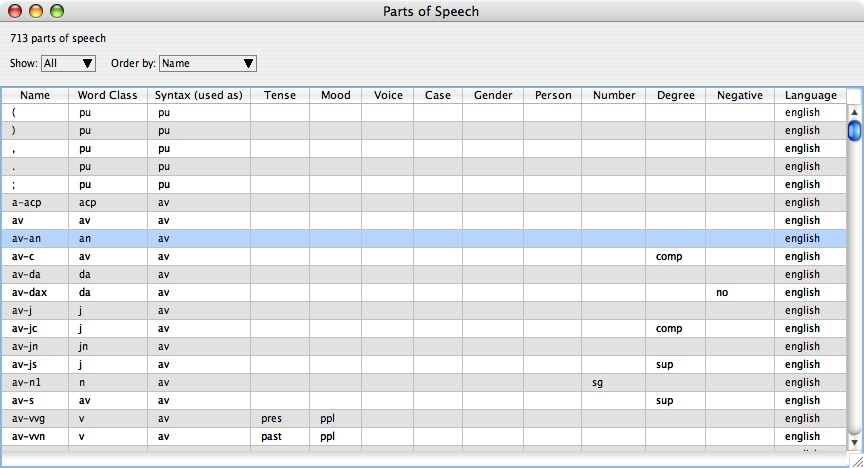 Parts of Speech
713 parts of speech
Show: All Order by: Name
Name Word Class Syntax (used as) Tense Mood Voice Case Gender Person Number Degree Negative Language
( pu pu english
) pu pu english
, pu pu english
. pu pu english
; pu pu english
a-acp acp av english
av av av english
av-an an av english
av-c av av comp english
av-da da av english
av-dax da av no english
av-j j av english
av-jc j av comp english
av-jn jn av english
av-js j av sup english
av-n1 n av sg english
av-s av av sup english
av-vvg v av pres ppl english
av-vvn v av past ppl english